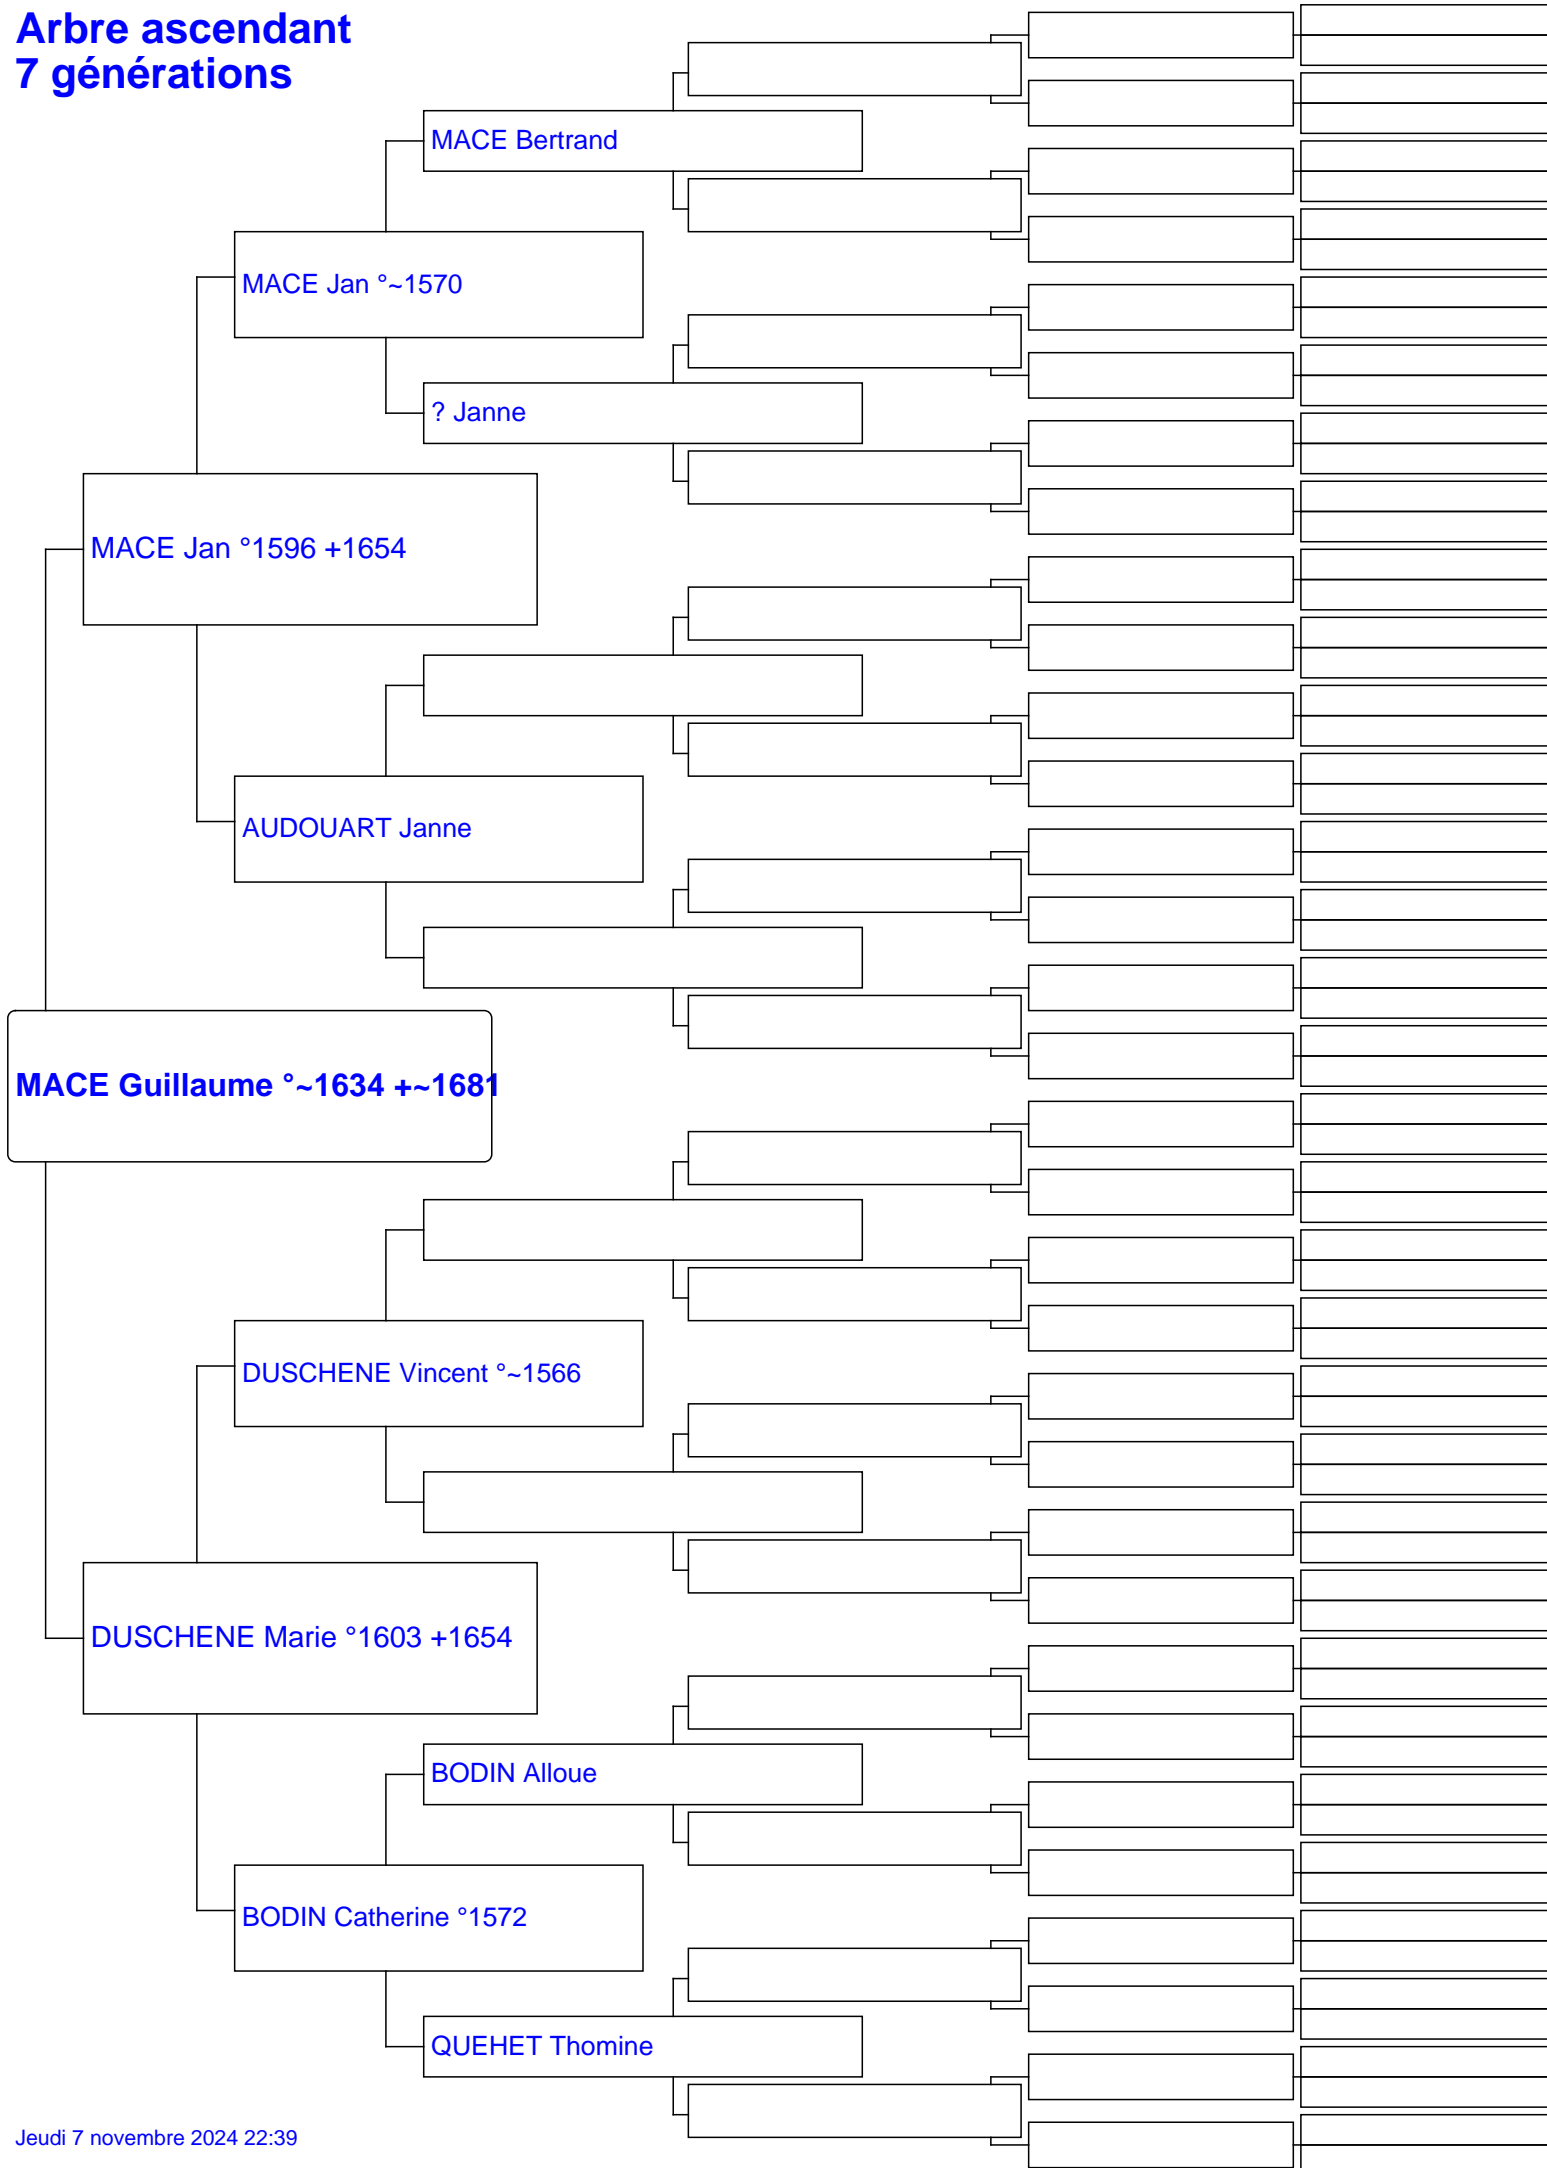 Arbre ascendant
7 générations
MACE Bertrand
MACE Jan °~1570
? Janne
MACE Jan °1596 +1654
AUDOUART Janne
MACE Guillaume °~1634 +~1681
DUSCHENE Vincent °~1566
DUSCHENE Marie °1603 +1654
BODIN Alloue
BODIN Catherine °1572
QUEHET Thomine
Jeudi 7 novembre 2024 22:39